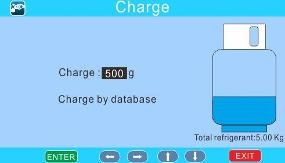 Charge
Charge : 500 g
Charge by database
Total refrigerant:5.00 Kg
ENTER
EXIT